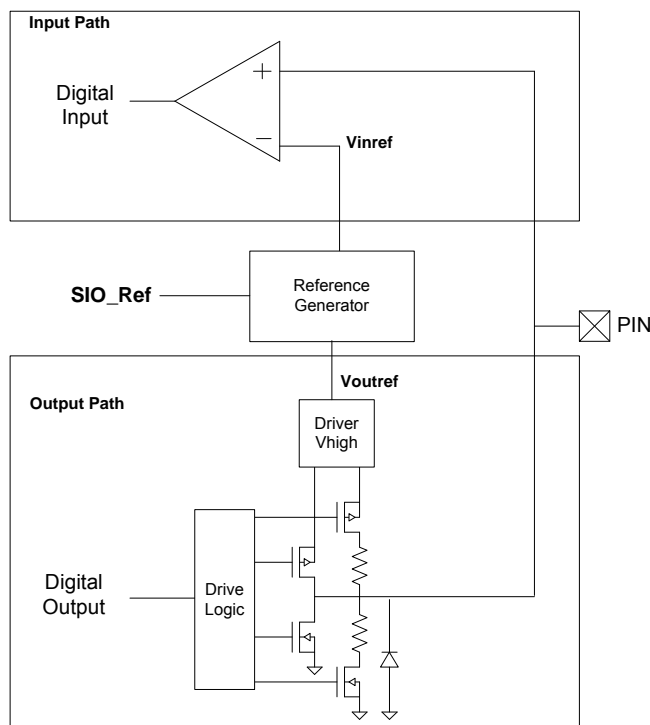 Input Path
Digital
Input
+
−
Vinref
SIO_Ref
Reference
Generator
PIN
Voutref
Output Path
Driver
Vhigh
Digital
Output
Drive
Logic